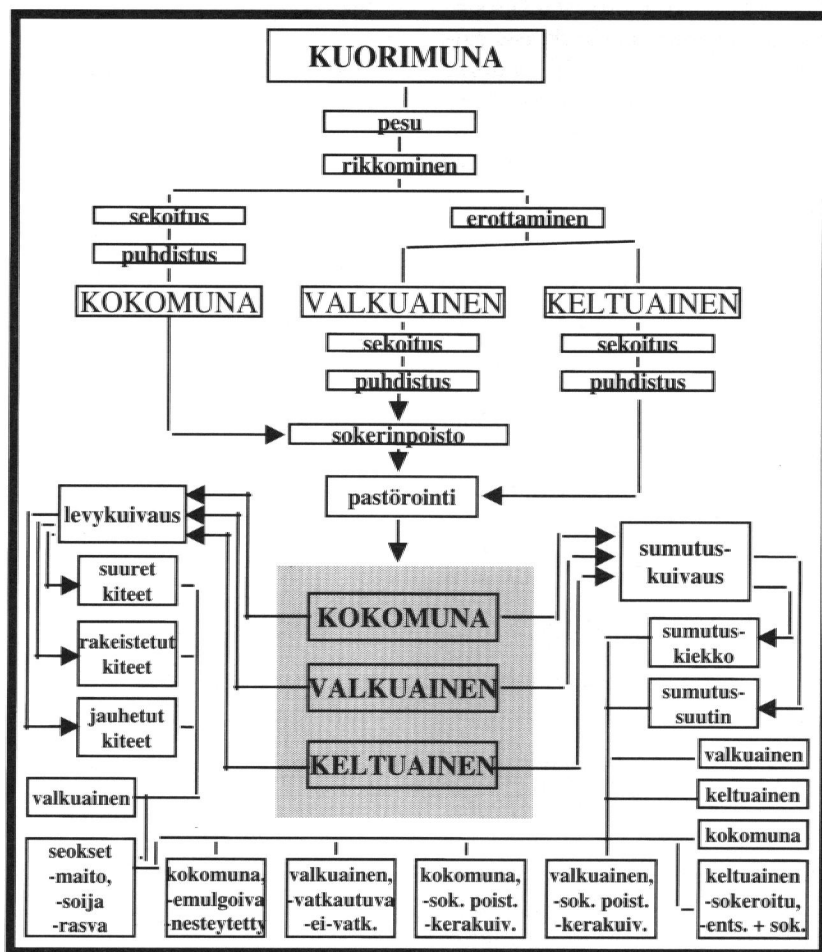 KUORIMUNA
pesu
rikkominen
sekoitus
erottaminen
puhdistus
KOKOMUNA
VALKUAINEN
KELTUAINEN
sekoitus
sekoitus
puhdistus
puhdistus
sokerinpoisto
pastörointi
levykuivaus
sumutus-
kuivaus
suuret
kiteet
KOKOMUNA
sumutus-
kiekko
rakeistetut
kiteet
VALKUAINEN
sumutus-
suutin
jauhetut
kiteet
KELTUAINEN
valkuainen
valkuainen
keltuainen
kokomuna
seokset
-maito,
-soija
-rasva
kokomuna,
-emulgoiva
-nesteytetty
valkuainen,
-vatkautuva
-ei-vatk.
kokomuna,
-sok. poist.
-kerakuiv.
valkuainen,
-sok. poist.
-kerakuiv.
keltuainen
-sokeroitu,
-ents. + sok.